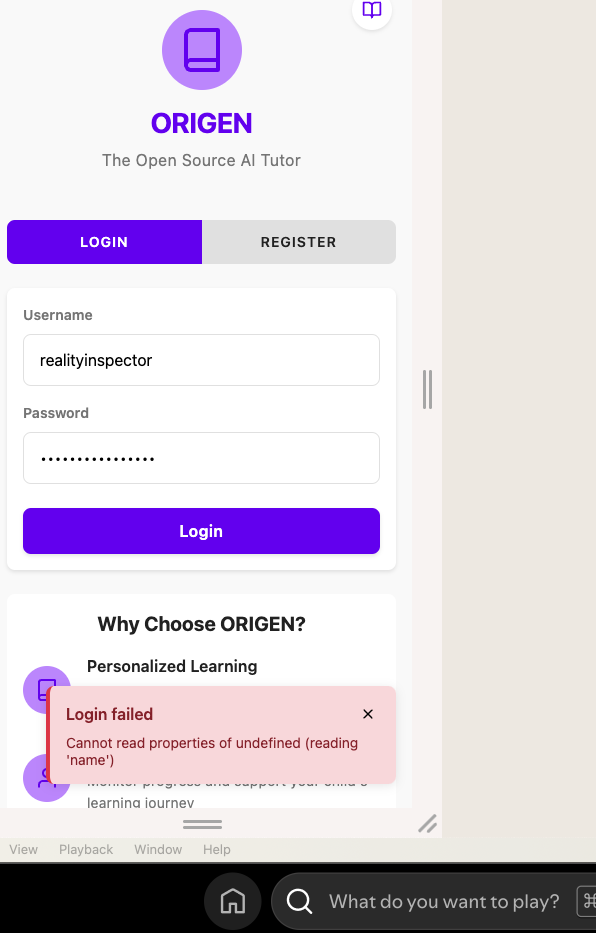 ORIGEN
The Open Source AI Tutor
LOGIN
REGISTER
Username
realityinspector
Password
••••••••••••••••
Login
Why Choose ORIGEN?
Personalized Learning
Login failed
Cannot read properties of undefined (reading
'name')
Monitor progress and support your child's
learning journey
View Playback Window Help
What do you want to play?
⌘